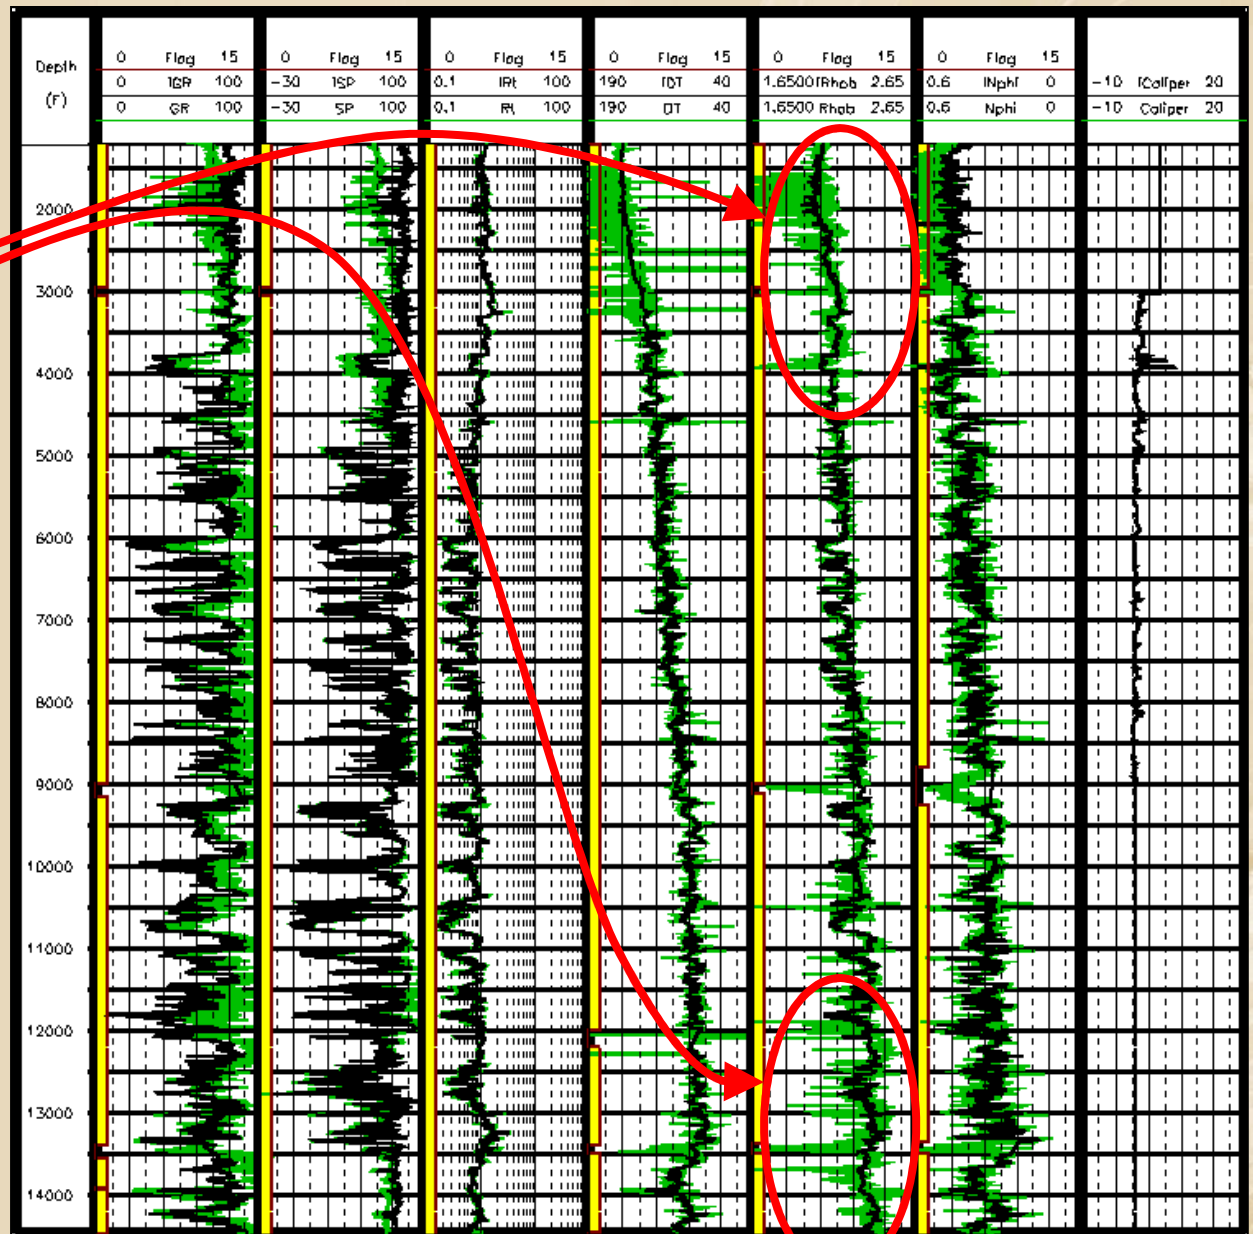 Depth
(F)
0 Flag 15
0 IGR 100
0 GR 100
0 Flag 15
-30 ISP 100
-30 SP 100
0 Flag 15
0.1 IRt 100
0.1 Rt 100
0 Flag 15
190 IDT 40
190 DT 40
0 Flag 15
1.6500 IRhob 2.65
1.6500 Rhob 2.65
0 Flag 15
0.6 INphi 0
0.6 Nphi 0
-10 ICaliper 20
-10 Caliper 20
2000
3000
4000
5000
6000
7000
8000
9000
10000
11000
12000
13000
14000